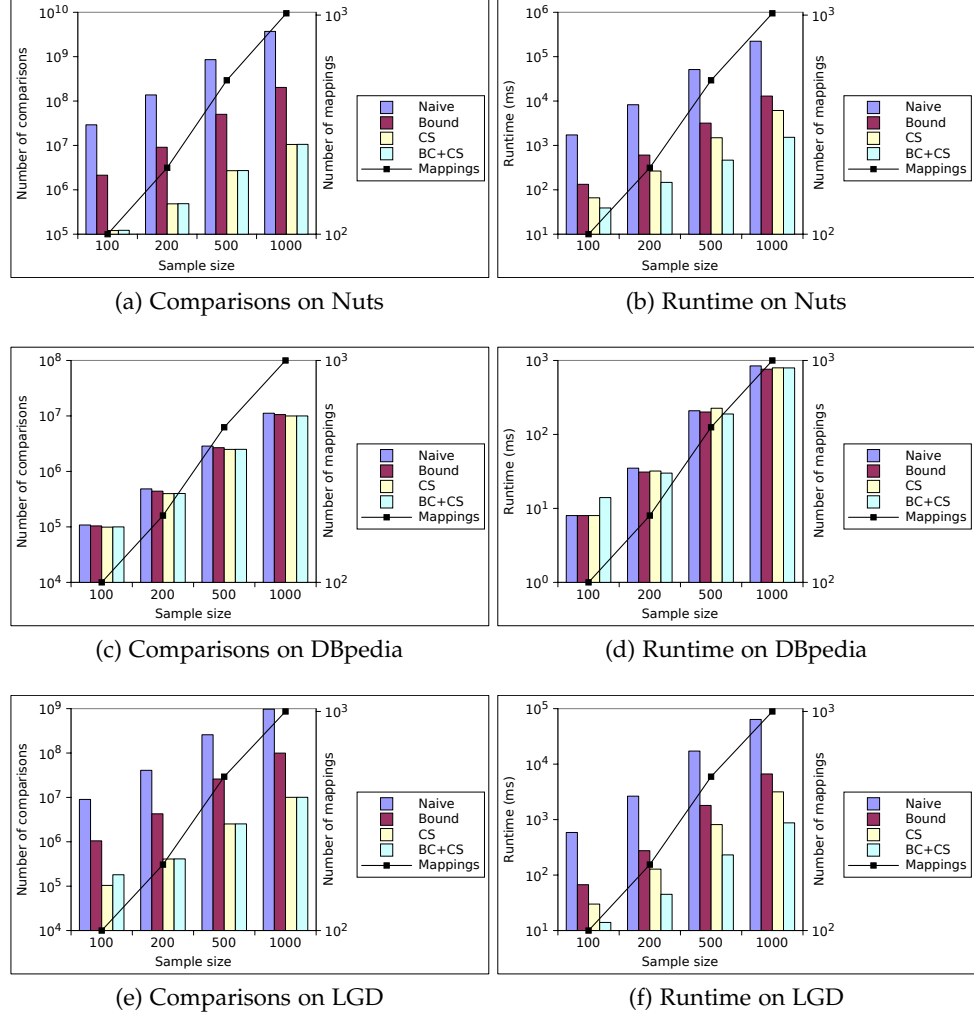 Number of comparisons
10^10
10^9
10^8
10^7
10^6
10^5
100 200 500 1000
Sample size
10^3
10^2
Number of mappings
Naive
Bound
CS
BC+CS
Mappings
(a) Comparisons on Nuts
Runtime (ms)
10^6
10^5
10^4
10^3
10^2
10^1
100 200 500 1000
Sample size
10^3
10^2
Number of mappings
Naive
Bound
CS
BC+CS
Mappings
(b) Runtime on Nuts
Number of comparisons
10^8
10^7
10^6
10^5
10^4
100 200 500 1000
Sample size
10^3
10^2
Number of mappings
Naive
Bound
CS
BC+CS
Mappings
(c) Comparisons on DBpedia
Runtime (ms)
10^3
10^2
10^1
10^0
100 200 500 1000
Sample size
10^3
10^2
Number of mappings
Naive
Bound
CS
BC+CS
Mappings
(d) Runtime on DBpedia
Number of comparisons
10^9
10^8
10^7
10^6
10^5
10^4
100 200 500 1000
Sample size
10^3
10^2
Number of mappings
Naive
Bound
CS
BC+CS
Mappings
(e) Comparisons on LGD
Runtime (ms)
10^5
10^4
10^3
10^2
10^1
100 200 500 1000
Sample size
10^3
10^2
Number of mappings
Naive
Bound
CS
BC+CS
Mappings
(f) Runtime on LGD